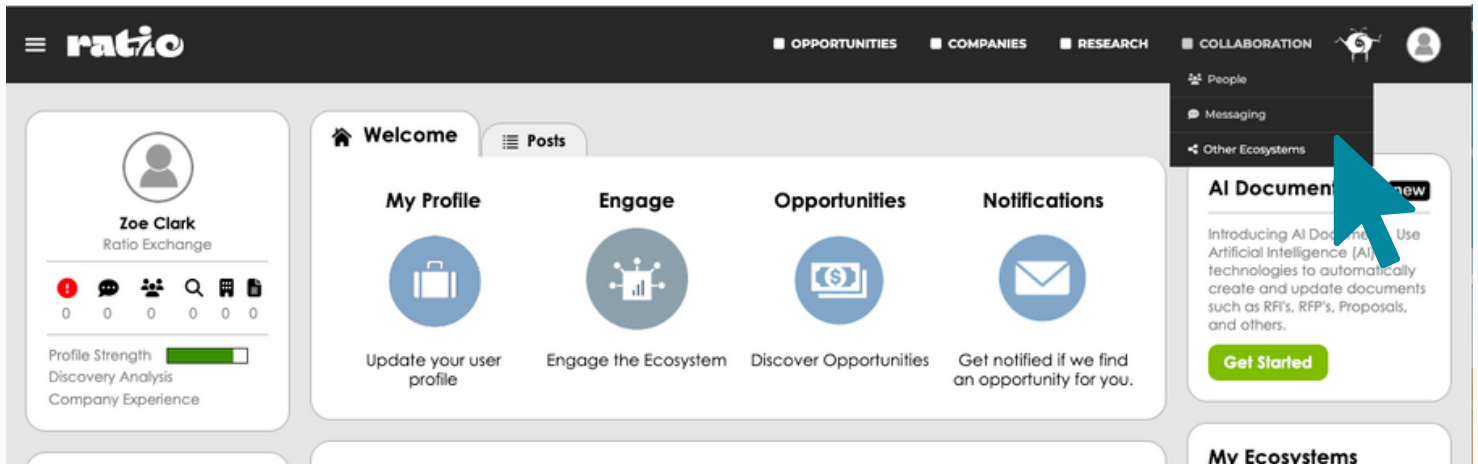 ratio
OPPORTUNITIES
COMPANIES
RESEARCH
COLLABORATION
People
Messaging
Other Ecosystems
Zoe Clark
Ratio Exchange
0 0 0 0 0 0
Profile Strength
Discovery Analysis
Company Experience
Welcome
Posts
My Profile
Update your user
profile
Engage
Engage the Ecosystem
Opportunities
Discover Opportunities
Notifications
Get notified if we find
an opportunity for you.
AI Document
new
Introducing AI Use
Artificial Intelligence (AI)
technologies to automatically
create and update documents
such as RFI's, RFP's, Proposals,
and others.
Get Started
My Ecosystems